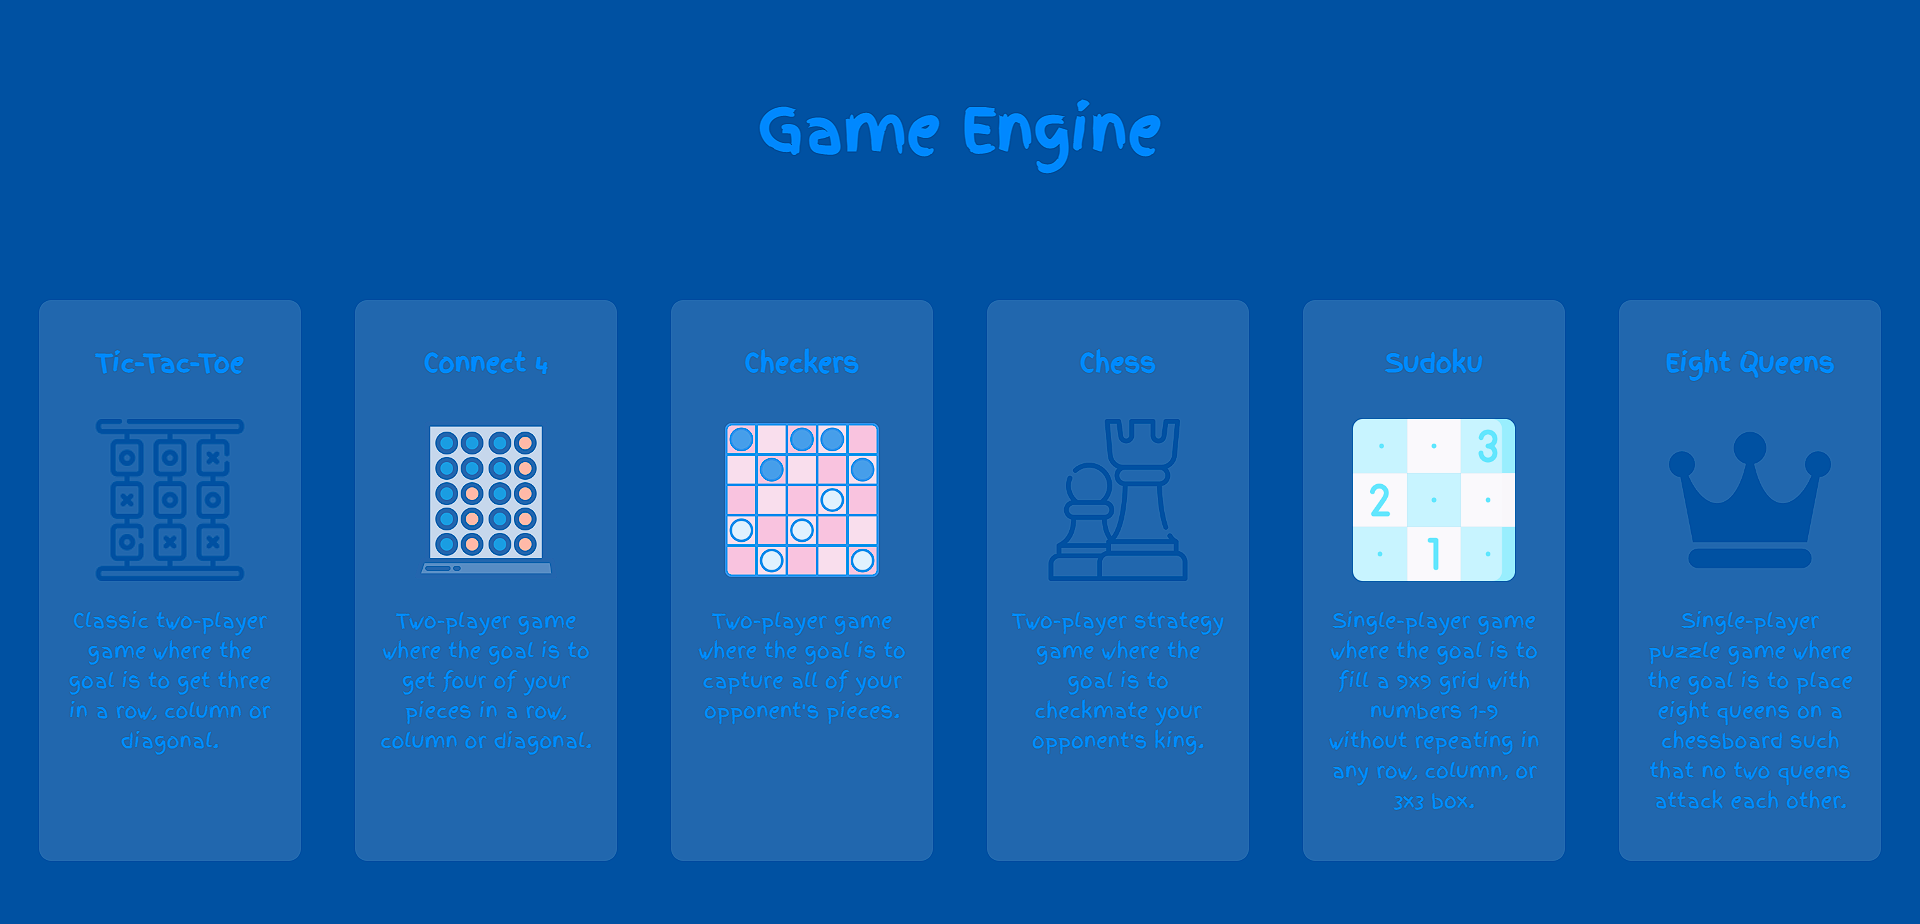 Game Engine
Tic-Tac-Toe
Classic two-player
game where the
goal is to get three
in a row, column or
diagonal.
Connect 4
Two-player game
where the goal is to
get four of your
pieces in a row,
column or diagonal.
Checkers
Two-player game
where the goal is to
capture all of your
opponent's pieces.
Chess
Two-player strategy
game where the
goal is to
checkmate your
opponent's king.
Sudoku
3
2
1
Single-player game
where the goal is to
fill a 9x9 grid with
numbers 1-9
without repeating in
any row, column, or
3x3 box.
Eight Queens
Single-player
puzzle game where
the goal is to place
eight queens on a
chessboard such
that no two queens
attack each other.